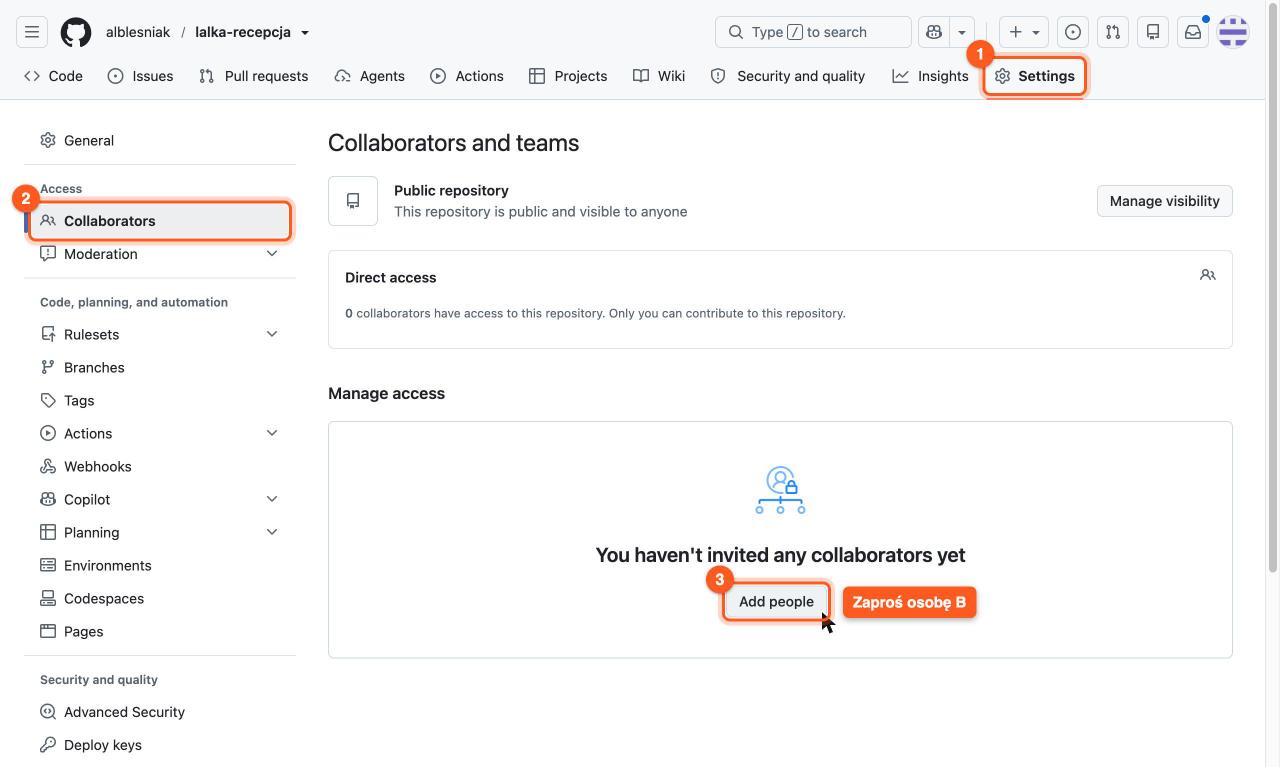 alblesniak / lalka-recepcja
Type / to search
Code
Issues
Pull requests
Agents
Actions
Projects
Wiki
Security and quality
Insights
1
Settings
General
Access
2
Collaborators
Moderation
Code, planning, and automation
Rulesets
Branches
Tags
Actions
Webhooks
Copilot
Planning
Environments
Codespaces
Pages
Security and quality
Advanced Security
Deploy keys
Collaborators and teams
Public repository
This repository is public and visible to anyone
Manage visibility
Direct access
0 collaborators have access to this repository. Only you can contribute to this repository.
Manage access
You haven't invited any collaborators yet
3
Add people
Zaproś osobę B